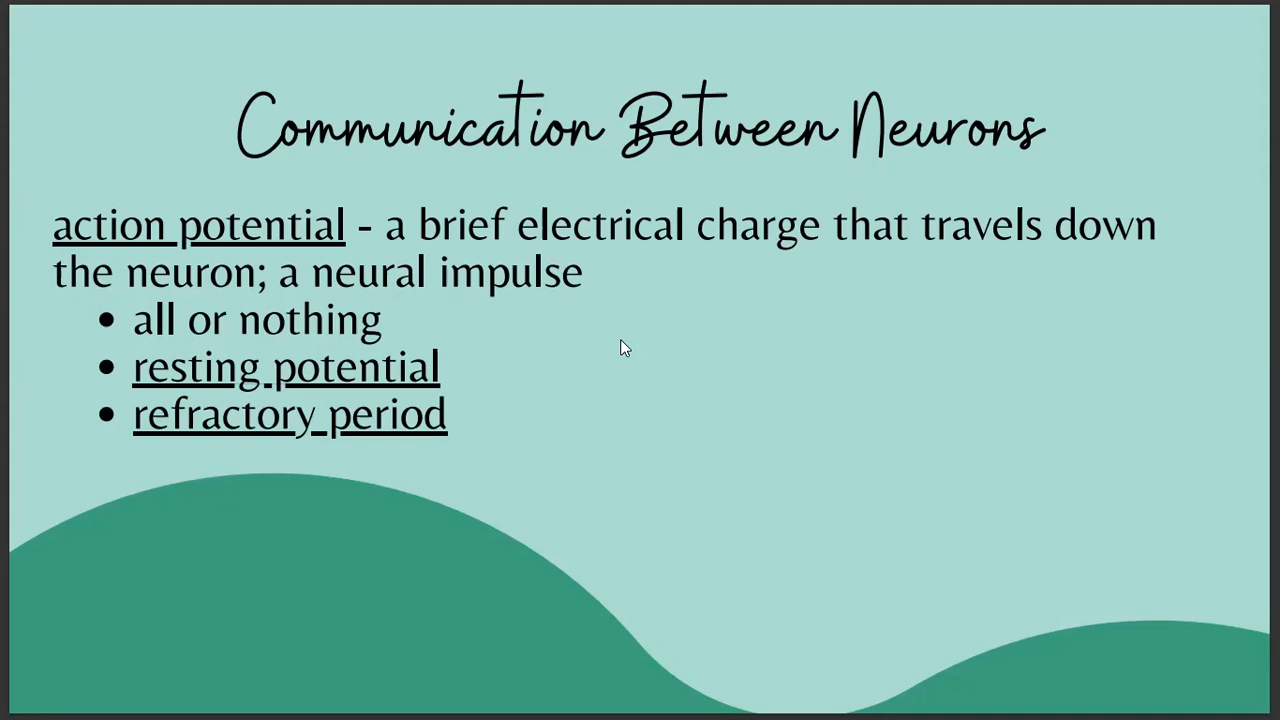 Communication Between Neurons
action potential - a brief electrical charge that travels down
the neuron; a neural impulse
• all or nothing
• resting potential
• refractory period